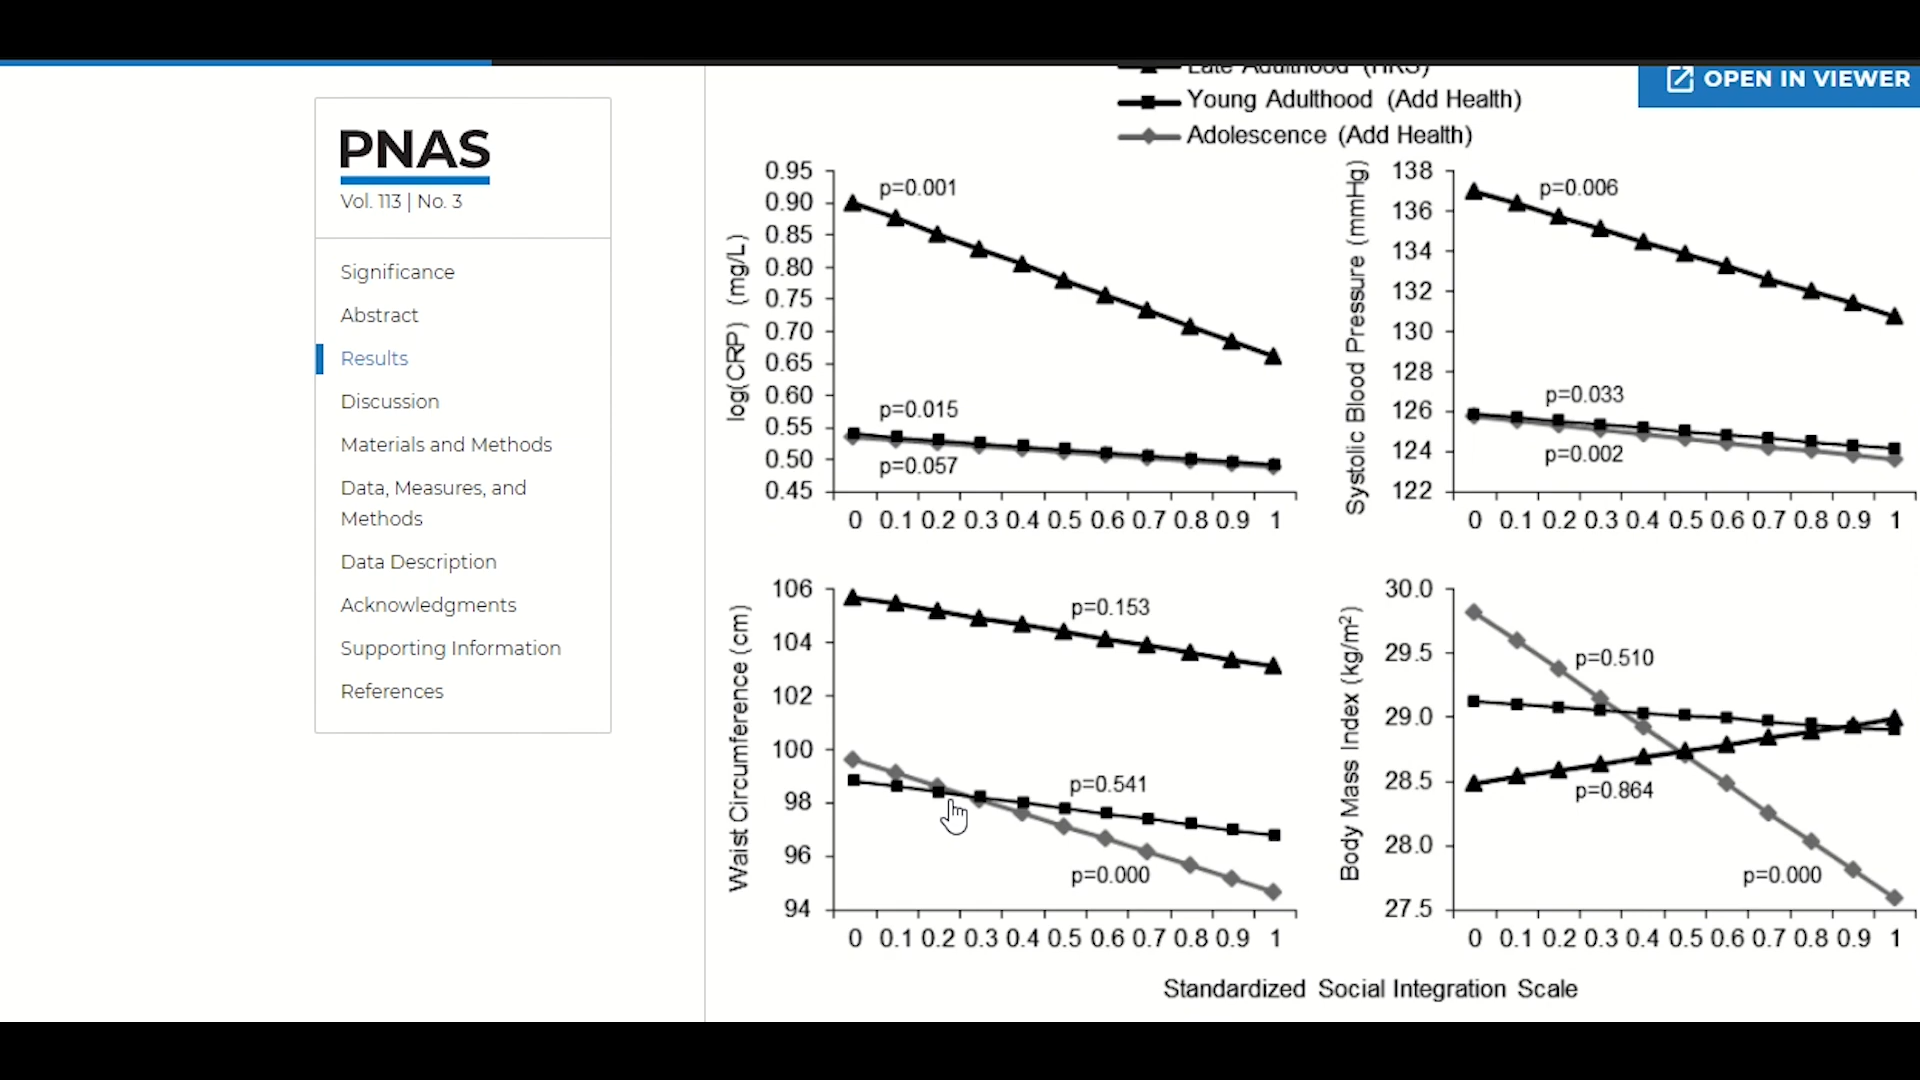 Late Adulthood (HRS)
Young Adulthood (Add Health)
Adolescence (Add Health)
OPEN IN VIEWER
PNAS
Vol. 113 | No. 3
Significance
Abstract
Results
Discussion
Materials and Methods
Data, Measures, and
Methods
Data Description
Acknowledgments
Supporting Information
References
log(CRP) (mg/L)
0.95
0.90
0.85
0.80
0.75
0.70
0.65
0.60
0.55
0.50
0.45
p=0.001
p=0.015
p=0.057
0 0.1 0.2 0.3 0.4 0.5 0.6 0.7 0.8 0.9 1
Systolic Blood Pressure (mmHg)
138
136
134
132
130
128
126
124
122
p=0.006
p=0.033
p=0.002
0 0.1 0.2 0.3 0.4 0.5 0.6 0.7 0.8 0.9 1
Waist Circumference (cm)
106
104
102
100
98
96
94
p=0.153
p=0.541
p=0.000
0 0.1 0.2 0.3 0.4 0.5 0.6 0.7 0.8 0.9 1
Body Mass Index (kg/m²)
30.0
29.5
29.0
28.5
28.0
27.5
p=0.510
p=0.864
p=0.000
0 0.1 0.2 0.3 0.4 0.5 0.6 0.7 0.8 0.9 1
Standardized Social Integration Scale